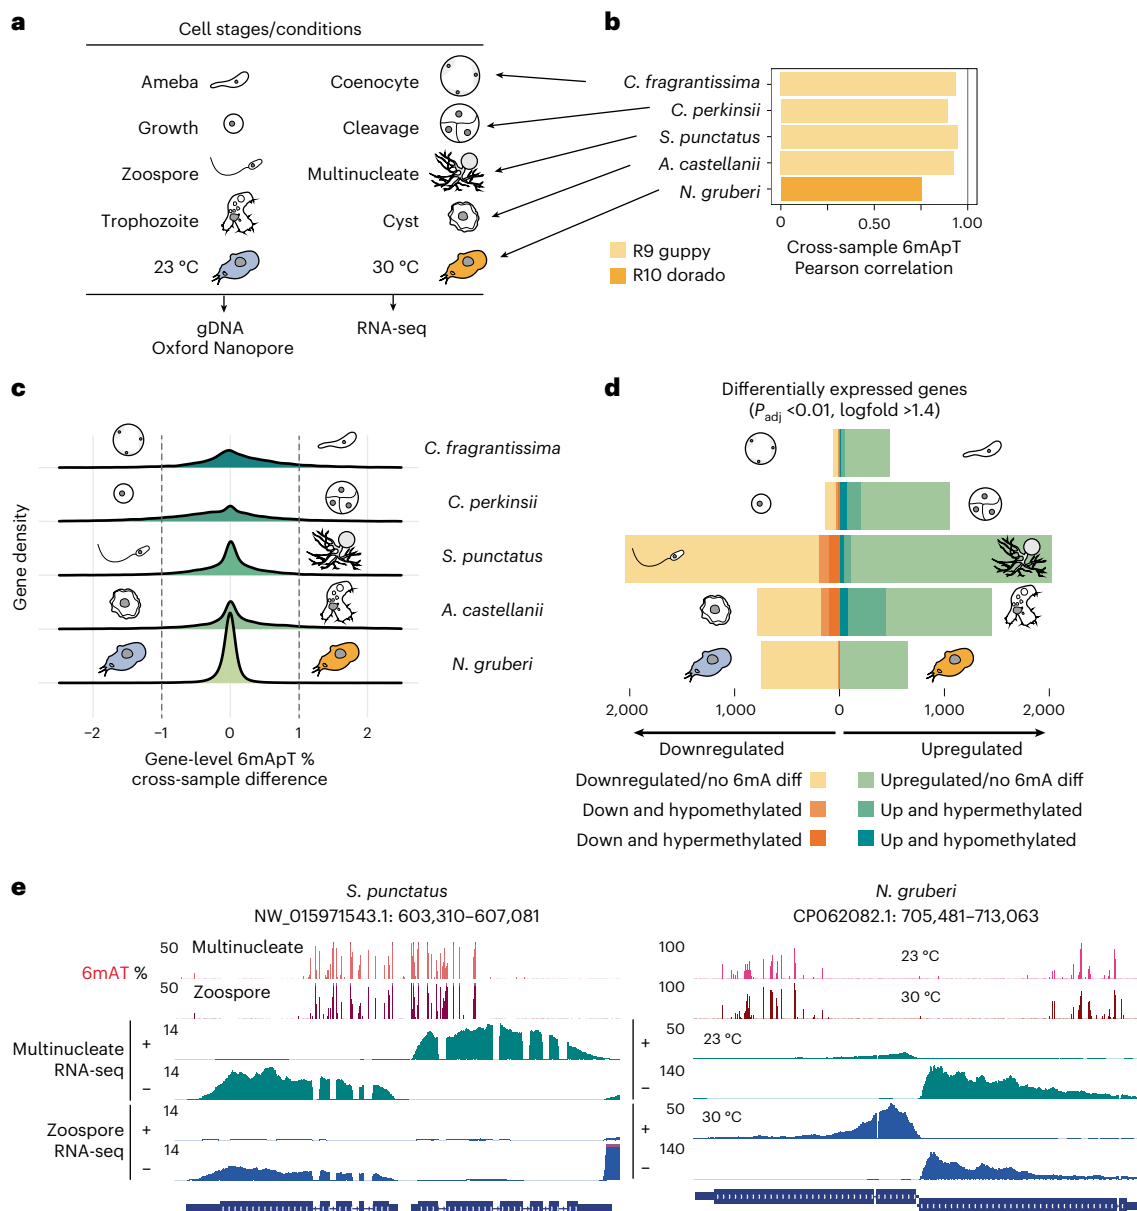 a
Cell stages/conditions
Ameba
Coenocyte
Growth
Cleavage
Zoospore
Multinucleate
Trophozoite
Cyst
23 °C
30 °C
gDNA
Oxford Nanopore
RNA-seq
b
C. fragrantissima
C. perkinsii
S. punctatus
A. castellanii
N. gruberi
0 0.50 1.00
Cross-sample 6mApT
Pearson correlation
R9 guppy
R10 dorado
c
Gene density
C. fragrantissima
C. perkinsii
S. punctatus
A. castellanii
N. gruberi
−2 −1 0 1 2
Gene-level 6mApT %
cross-sample difference
d
Differentially expressed genes
(Padj <0.01, logfold >1.4)
2,000 1,000 0 1,000 2,000
Downregulated Upregulated
Downregulated/no 6mA diff
Down and hypomethylated
Down and hypermethylated
Upregulated/no 6mA diff
Up and hypermethylated
Up and hypomethylated
e
S. punctatus
NW_015971543.1: 603,310–607,081
6mAT %
50 Multinucleate
50 Zoospore
Multinucleate
RNA-seq
+ 14
− 14
Zoospore
RNA-seq
+ 14
− 14
N. gruberi
CP062082.1: 705,481–713,063
100 23 °C
100 30 °C
+ 50 23 °C
− 140
+ 50 30 °C
− 140